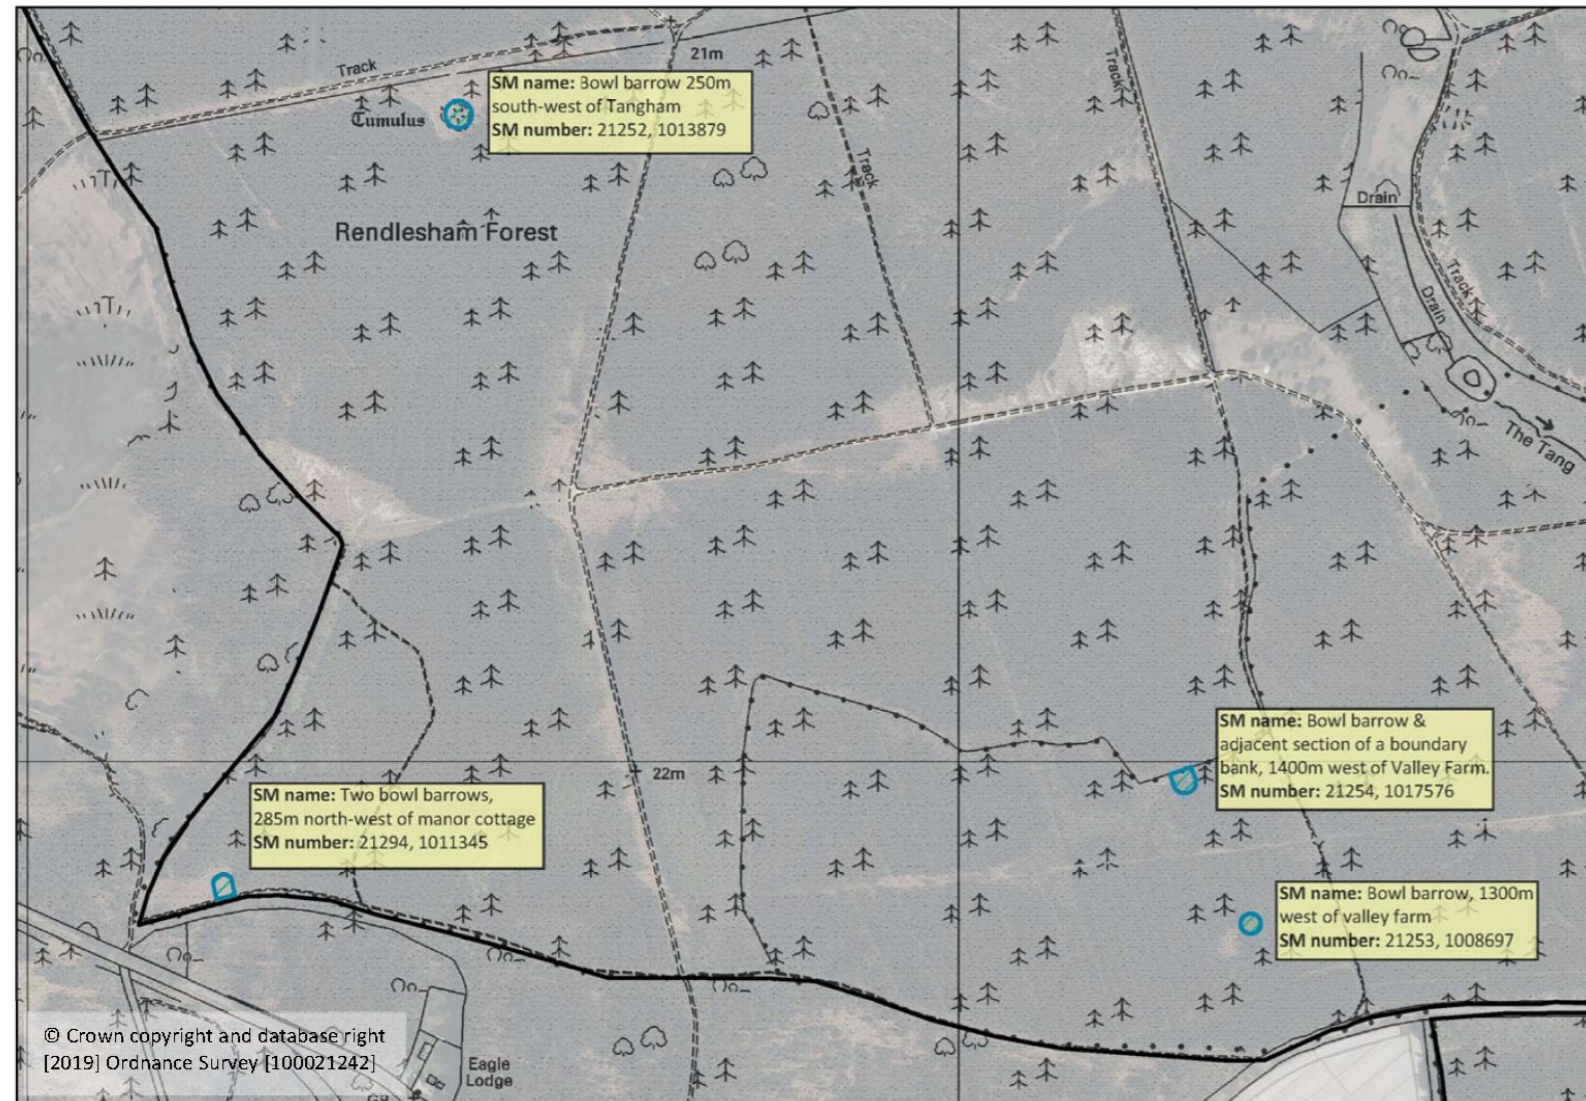 21m
Track
SM name: Bowl barrow 250m
south-west of Tangham
SM number: 21252, 1013879
Tumulus
Track
Track
Drain
Track
Drain
Rendlesham Forest
The Tang
22m
SM name: Bowl barrow &
adjacent section of a boundary
bank, 1400m west of Valley Farm.
SM number: 21254, 1017576
SM name: Two bowl barrows,
285m north-west of manor cottage
SM number: 21294, 1011345
SM name: Bowl barrow, 1300m
west of valley farm
SM number: 21253, 1008697
© Crown copyright and database right
[2019] Ordnance Survey [100021242]
Eagle
Lodge